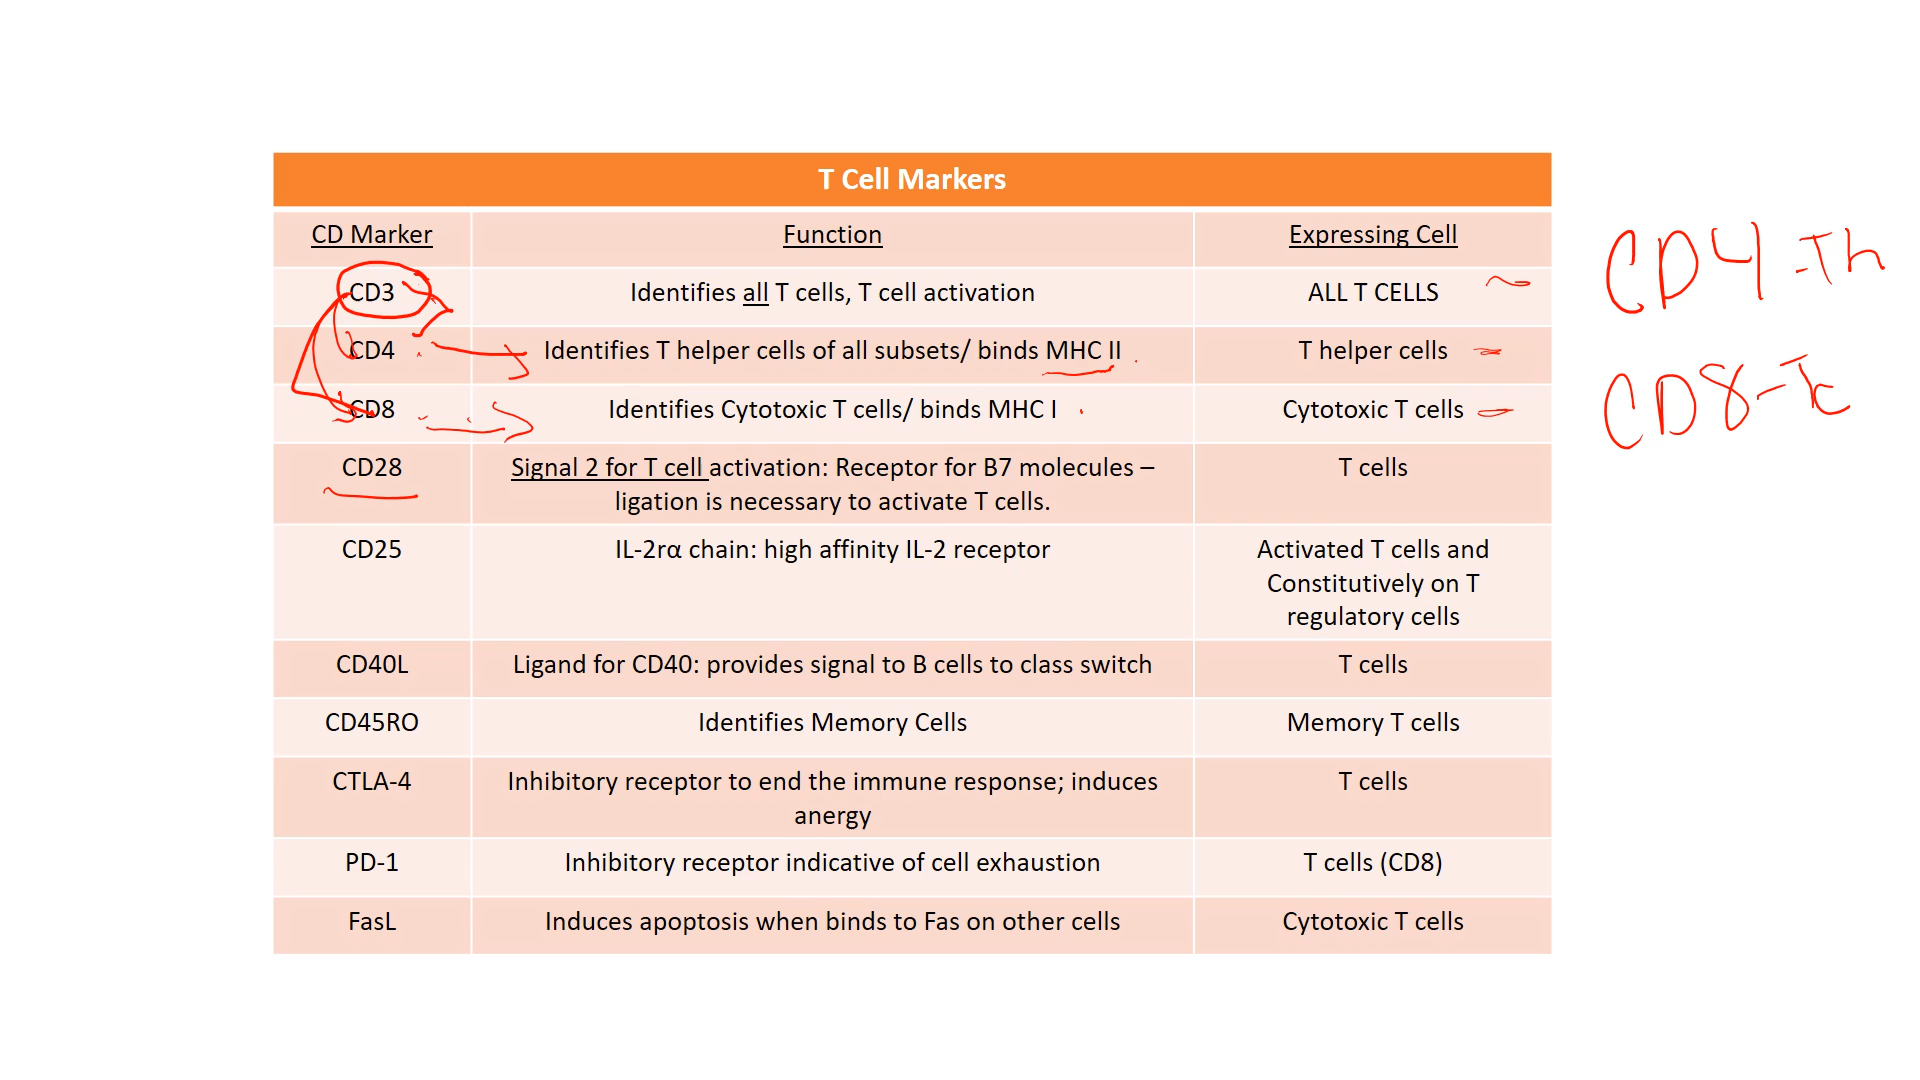 T Cell Markers
CD Marker Function Expressing Cell
CD3 Identifies all T cells, T cell activation ALL T CELLS
CD4 Identifies T helper cells of all subsets/ binds MHC II T helper cells
CD8 Identifies Cytotoxic T cells/ binds MHC I Cytotoxic T cells
CD28 Signal 2 for T cell activation: Receptor for B7 molecules – T cells
ligation is necessary to activate T cells.
CD25 IL-2rα chain: high affinity IL-2 receptor Activated T cells and
Constitutively on T
regulatory cells
CD40L Ligand for CD40: provides signal to B cells to class switch T cells
CD45RO Identifies Memory Cells Memory T cells
CTLA-4 Inhibitory receptor to end the immune response; induces T cells
anergy
PD-1 Inhibitory receptor indicative of cell exhaustion T cells (CD8)
FasL Induces apoptosis when binds to Fas on other cells Cytotoxic T cells
CD4 = Th
CD8 - Tc